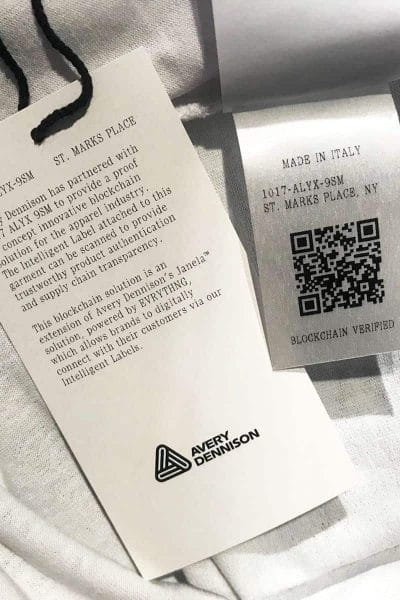 LYX-9SM ST. MARKS PLACE
Dennison has partnered with
ALYX 9SM to provide a proof
concept innovative blockchain
solution for the apparel industry.
The Intelligent Label attached to this
garment can be scanned to provide
trustworthy product authentication
and supply chain transparency.
This blockchain solution is an
extension of Avery Dennison's Janela™
solution, powered by EVRYTHNG,
which allows brands to digitally
connect with their customers via our
Intelligent Labels.
AVERY
DENNISON
MADE IN ITALY
1017-ALYX-9SM
ST. MARKS PLACE, NY
BLOCKCHAIN VERIFIED